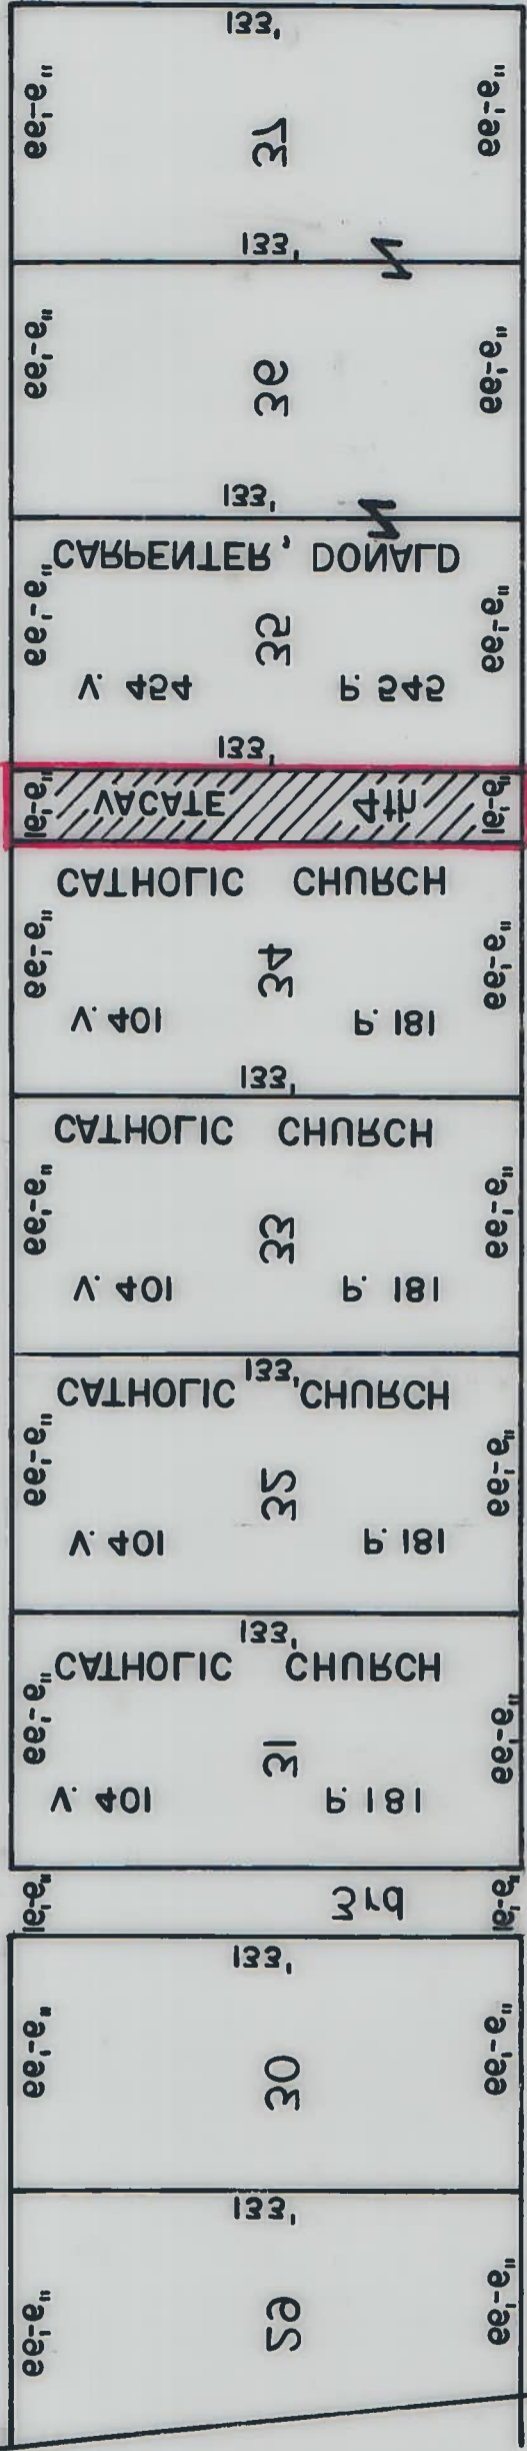 66'-6" 29 66'-6"
133'
66'-6" 30 66'-6"
133'
16'-6" 3rd 16'-6"
V. 401 P. 181
66'-6" 31 66'-6"
CATHOLIC CHURCH
133'
V. 401 P. 181
66'-6" 32 66'-6"
CATHOLIC CHURCH
133'
V. 401 P. 181
66'-6" 33 66'-6"
CATHOLIC CHURCH
133'
V. 401 P. 181
66'-6" 34 66'-6"
CATHOLIC CHURCH
16'-6" VACATE 4th 16'-6"
133'
V. 454 P. 545
66'-6" 35 66'-6"
CARPENTER, DONALD
N
133'
66'-6" 36 66'-6"
N
133'
66'-6" 37 66'-6"
133'